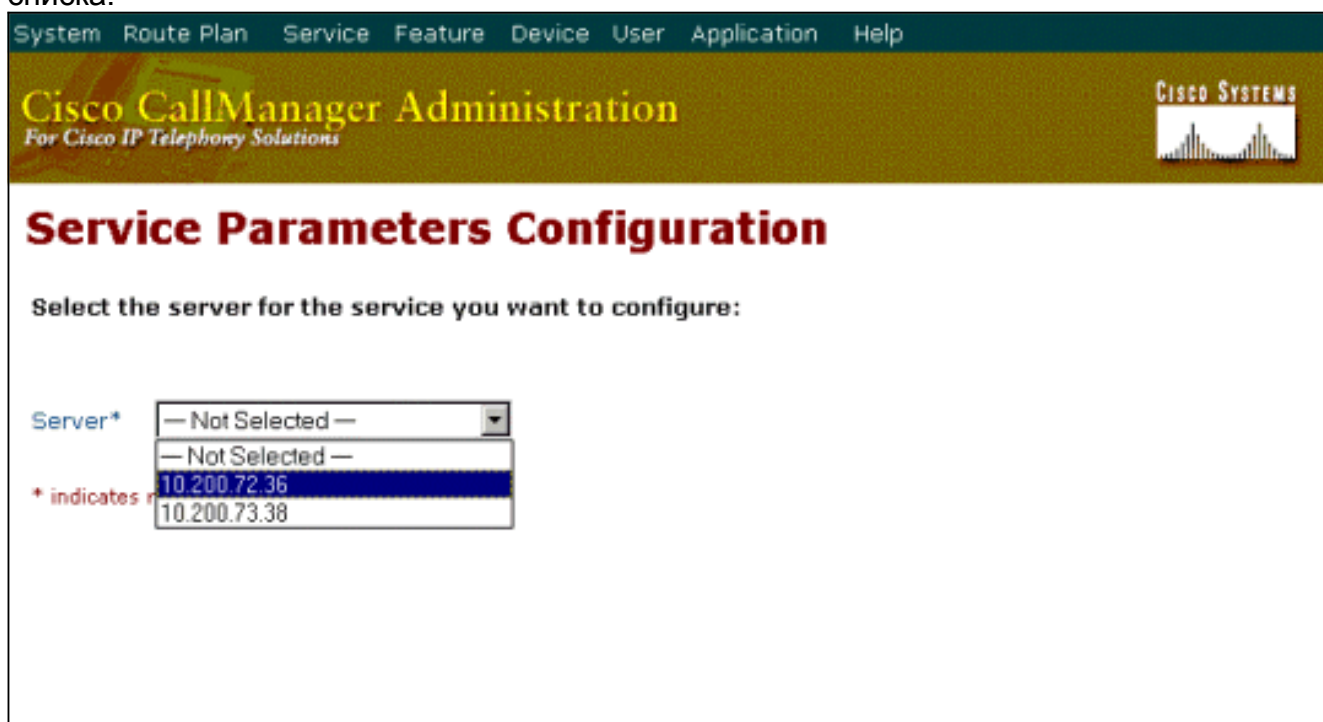 списка.
System Route Plan Service Feature Device User Application Help
Cisco CallManager Administration
For Cisco IP Telephony Solutions
CISCO SYSTEMS
Service Parameters Configuration
Select the server for the service you want to configure:
Server* — Not Selected —
— Not Selected —
10.200.72.36
* indicates
10.200.73.38